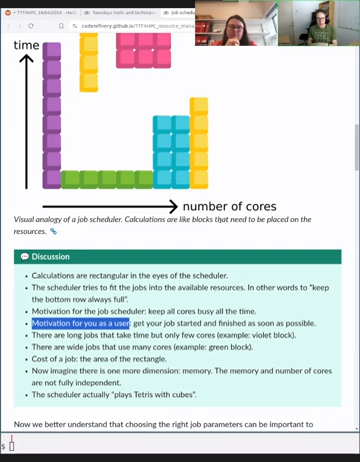 TTT4HPC_16/04/2024 - Hed
Tuesday's tools and techniqu
codereifnery.github.io/TTT4HPC_resource_mana
time
number of cores
Visual analogy of a job scheduler. Calculations are like blocks that need to be placed on the
resources.
Discussion
Calculations are rectangular in the eyes of the scheduler.
The scheduler tries to fit the jobs into the available resources. In other words to "keep
the bottom row always full".
Motivation for the job scheduler: keep all cores busy all the time.
Motivation for you as a user: get your job started and finished as soon as possible.
There are long jobs that take time but only few cores (example: violet block).
There are wide jobs that use many cores (example: green block).
Cost of a job: the area of the rectangle.
Now imagine there is one more dimension: memory. The memory and number of cores
are not fully independent.
The scheduler actually "plays Tetris with cubes".
Now we better understand that choosing the right job parameters can be important to
$